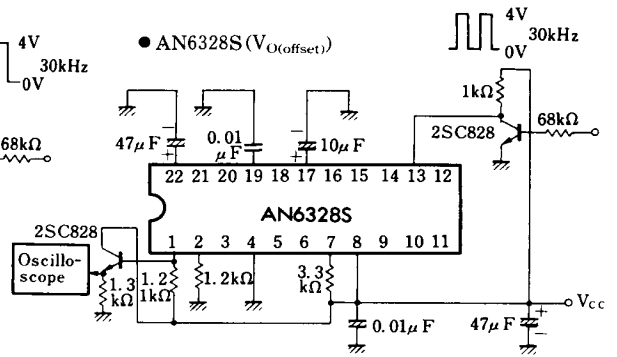 4V
0V
30kHz
68kΩ
● AN6328S (VO(offset))
4V
0V
30kHz
1kΩ
68kΩ
2SC828
47μF
0.01
μF
10μF
22 21 20 19 18 17 16 15 14 13 12
AN6328S
1 2 3 4 5 6 7 8 9 10 11
2SC828
Oscillo-
scope
1.3
kΩ
1.2
1kΩ
1.2kΩ
3.3
kΩ
0.01μF
47μF
VCC